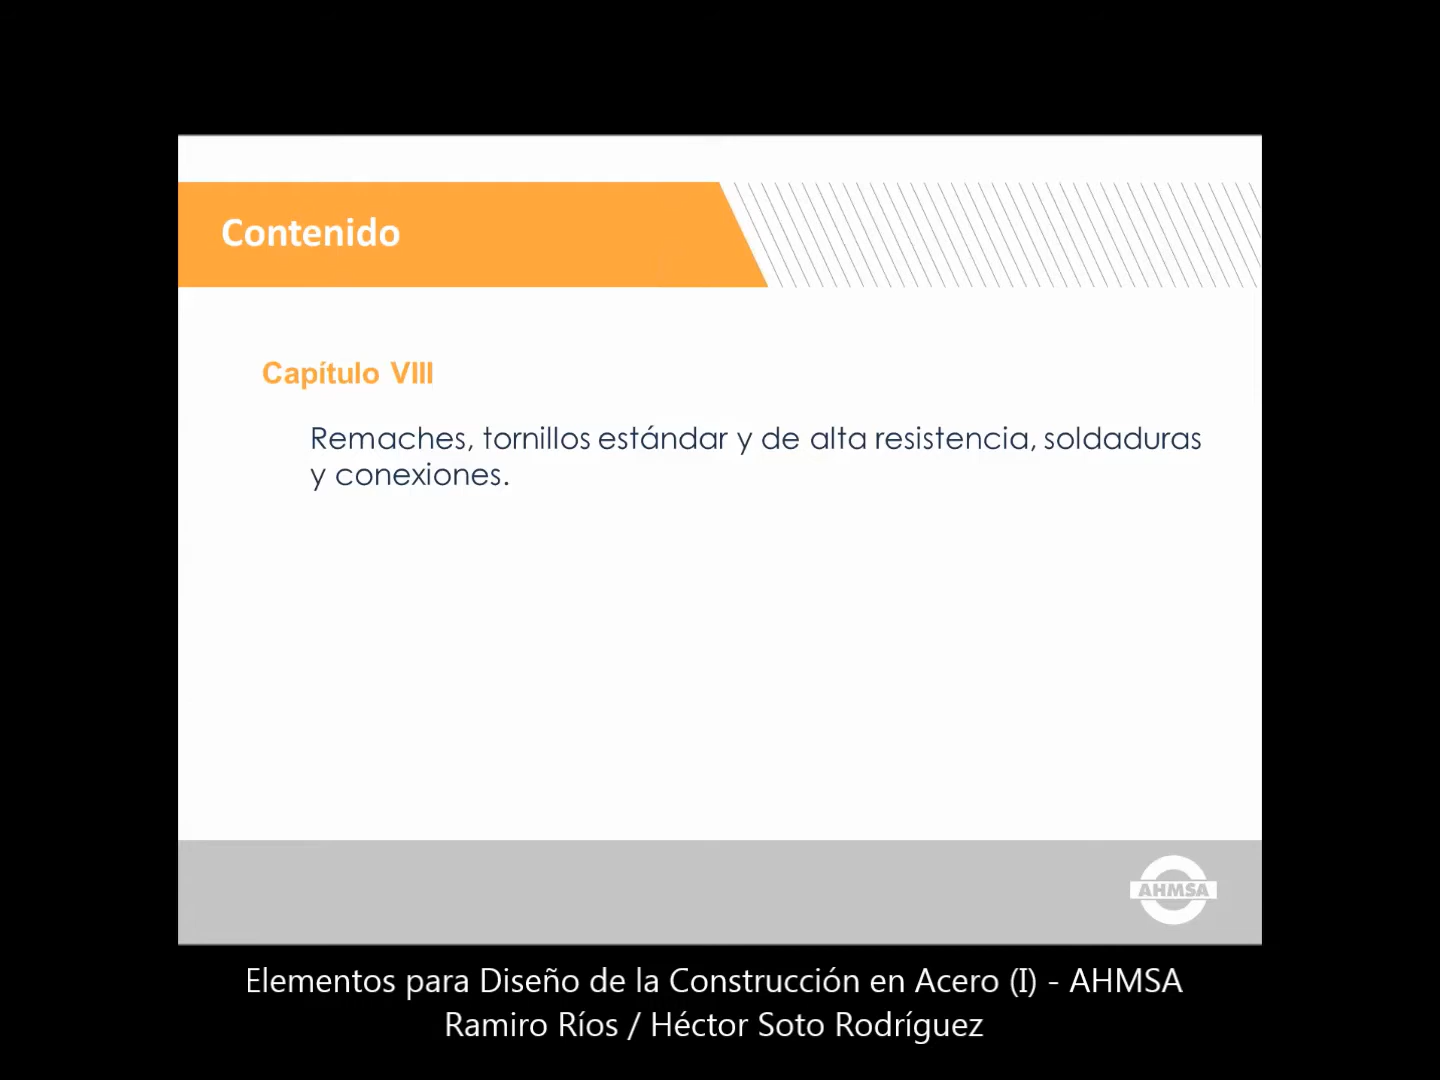 Contenido
Capítulo VIII
Remaches, tornillos estándar y de alta resistencia, soldaduras
y conexiones.
AHMSA
Elementos para Diseño de la Construcción en Acero (I) - AHMSA
Ramiro Ríos / Héctor Soto Rodríguez